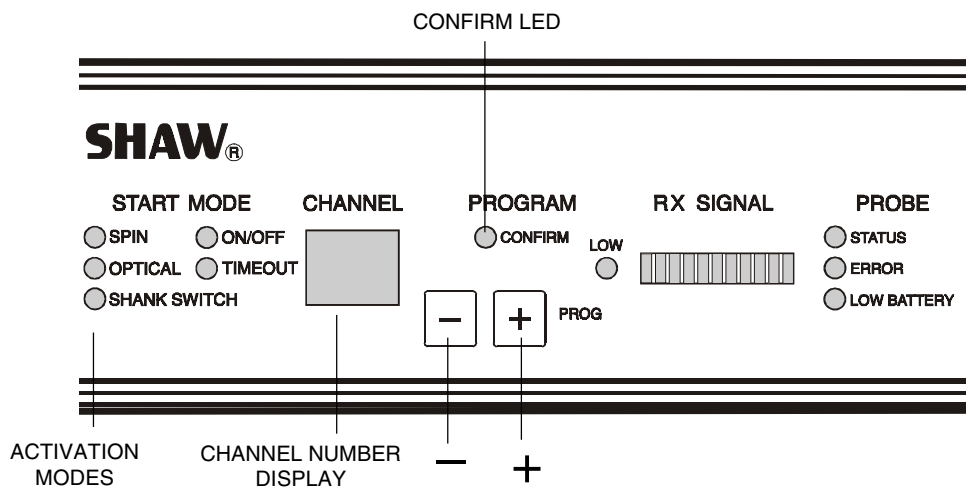 CONFIRM LED
SHAW®
START MODE
CHANNEL
PROGRAM
RX SIGNAL
PROBE
SPIN
ON/OFF
CONFIRM
LOW
STATUS
OPTICAL
TIMEOUT
ERROR
SHANK SWITCH
LOW BATTERY
− + PROG
ACTIVATION
MODES
CHANNEL NUMBER
DISPLAY
− +